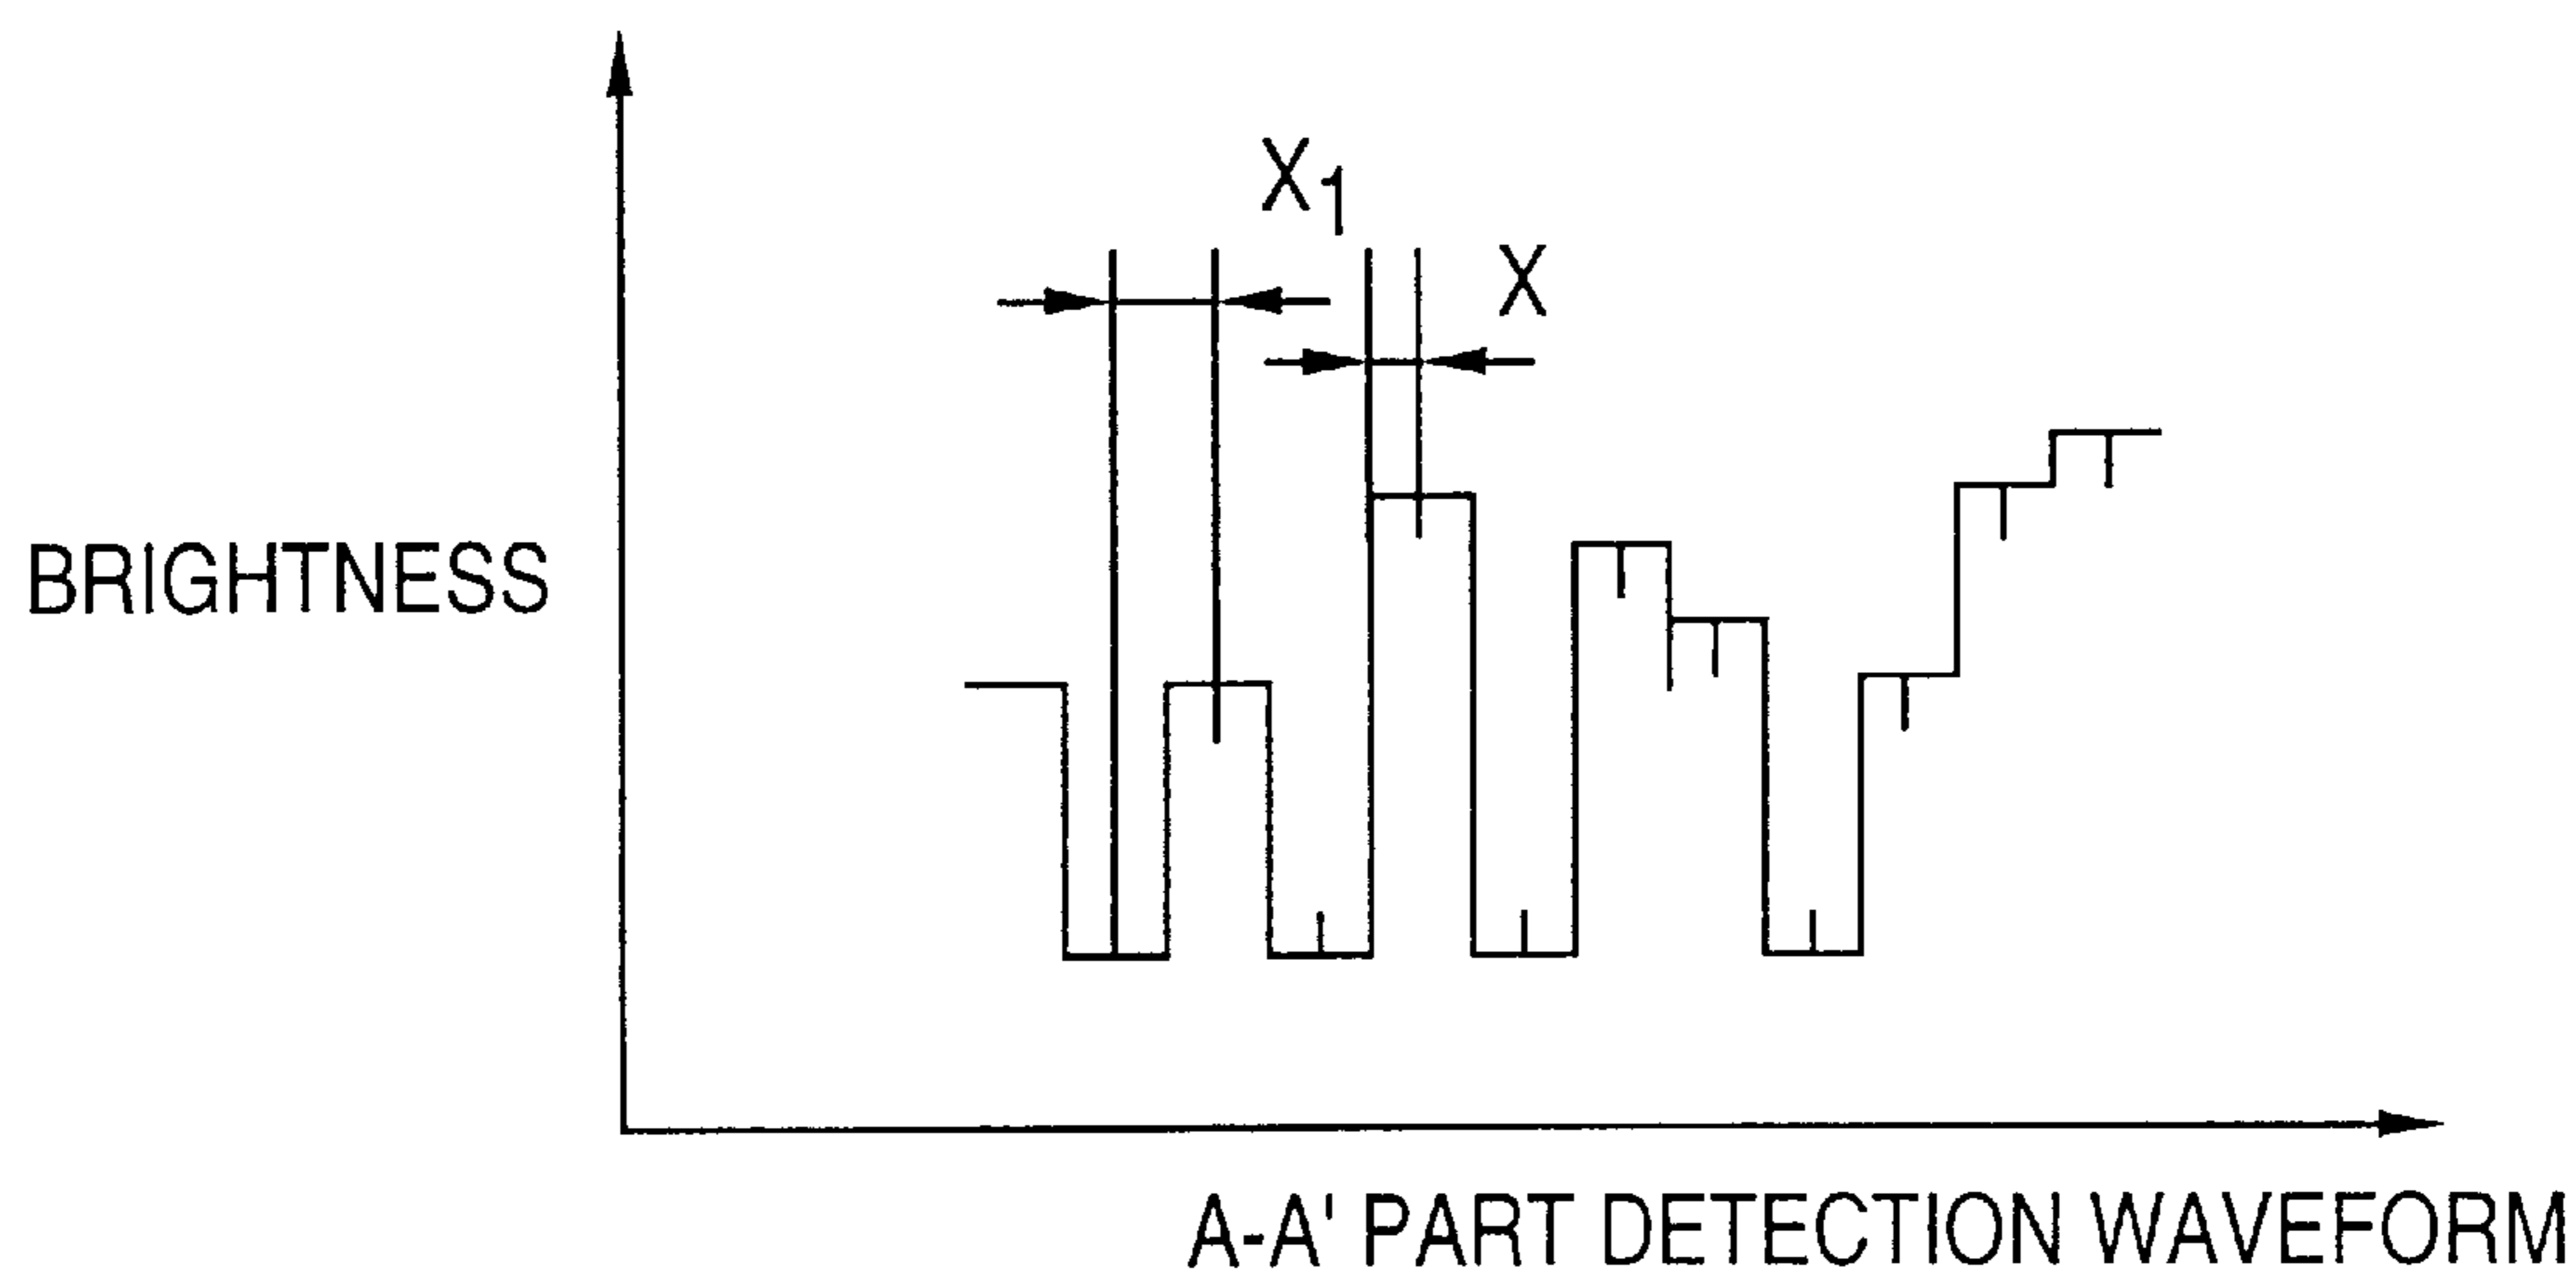 X1
X
BRIGHTNESS
A-A' PART DETECTION WAVEFORM